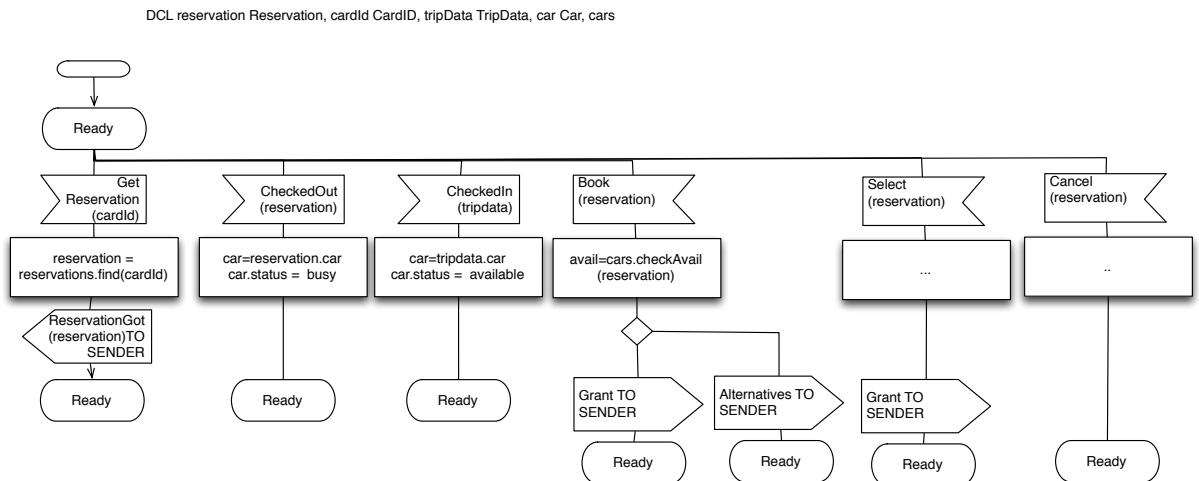 DCL reservation Reservation, cardId CardID, tripData TripData, car Car, cars
Ready
Get
Reservation
(cardId)
CheckedOut
(reservation)
CheckedIn
(tripdata)
Book
(reservation)
Select
(reservation)
Cancel
(reservation)
reservation =
reservations.find(cardId)
car=reservation.car
car.status = busy
car=tripdata.car
car.status = available
avail=cars.checkAvail
(reservation)
...
..
ReservationGot
(reservation)TO
SENDER
Ready
Ready
Ready
Grant TO
SENDER
Alternatives TO
SENDER
Grant TO
SENDER
Ready
Ready
Ready
Ready